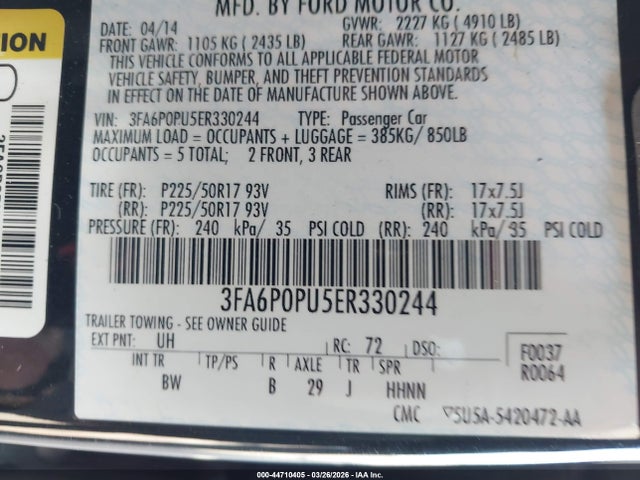 MFD. BY FORD MOTOR CO.
DATE: 04/14 GVWR: 2227 KG ( 4910 LB)
FRONT GAWR: 1105 KG ( 2435 LB) REAR GAWR: 1127 KG ( 2485 LB)
THIS VEHICLE CONFORMS TO ALL APPLICABLE FEDERAL MOTOR
VEHICLE SAFETY, BUMPER, AND THEFT PREVENTION STANDARDS
IN EFFECT ON THE DATE OF MANUFACTURE SHOWN ABOVE.
VIN: 3FA6P0PU5ER330244 TYPE: Passenger Car
MAXIMUM LOAD = OCCUPANTS + LUGGAGE = 385KG/ 850LB
OCCUPANTS = 5 TOTAL; 2 FRONT, 3 REAR
TIRE (FR): P225/50R17 93V RIMS (FR): 17x7.5J
(RR): P225/50R17 93V (RR): 17x7.5J
PRESSURE (FR): 240 kPa/ 35 PSI COLD (RR): 240 kPa/ 35 PSI COLD
3FA6P0PU5ER330244
TRAILER TOWING - SEE OWNER GUIDE
EXT PNT: UH RC: 72 DSO: F0037
R0064
INT TR TP/PS R AXLE TR SPR
BW B 29 J HHNN
CMC 5U5A-5420472-AA
000-44710405 - 03/26/2026 - IAA Inc.